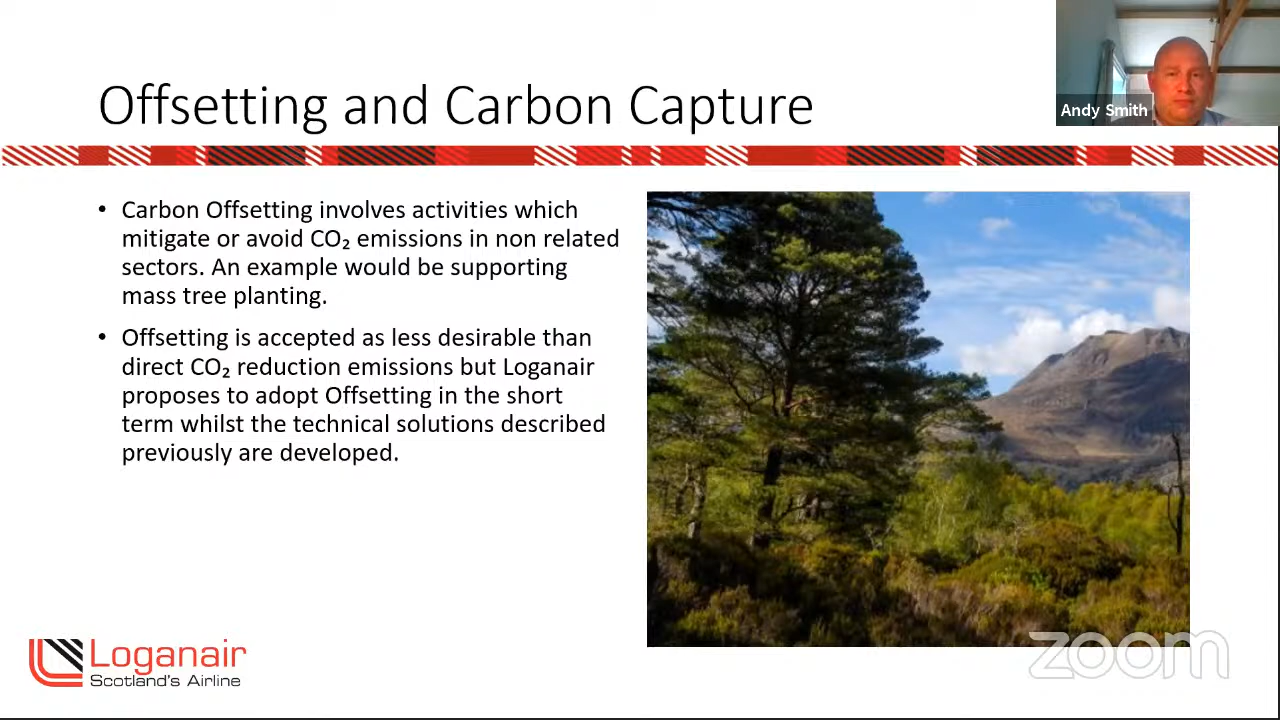 Offsetting and Carbon Capture
Andy Smith
• Carbon Offsetting involves activities which
mitigate or avoid CO₂ emissions in non related
sectors. An example would be supporting
mass tree planting.
• Offsetting is accepted as less desirable than
direct CO₂ reduction emissions but Loganair
proposes to adopt Offsetting in the short
term whilst the technical solutions described
previously are developed.
Loganair
Scotland's Airline
zoom